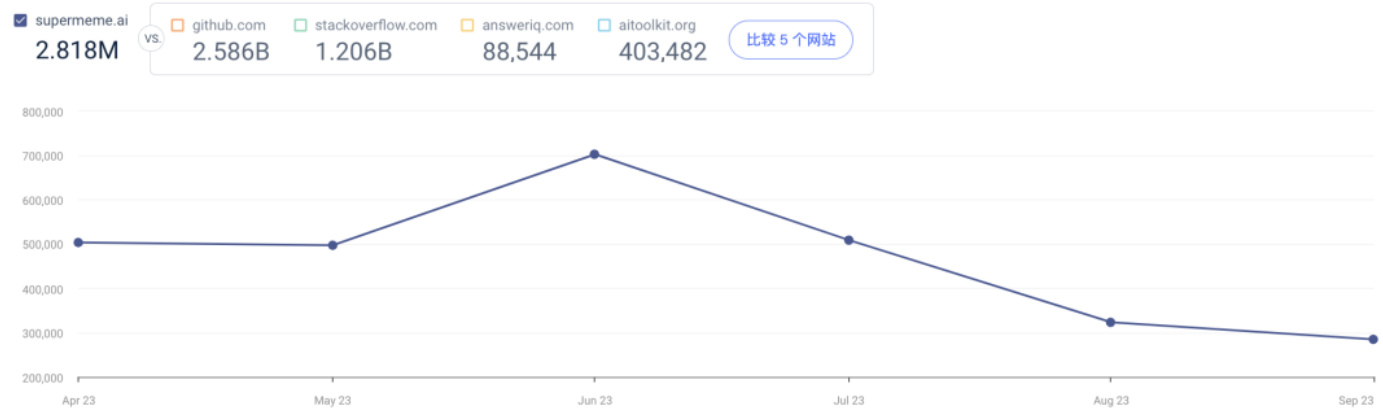 supermeme.ai
2.818M
vs.
github.com
2.586B
stackoverflow.com
1.206B
answeriq.com
88,544
aitoolkit.org
403,482
比较 5 个网站
800,000
700,000
600,000
500,000
400,000
300,000
200,000
Apr 23 May 23 Jun 23 Jul 23 Aug 23 Sep 23